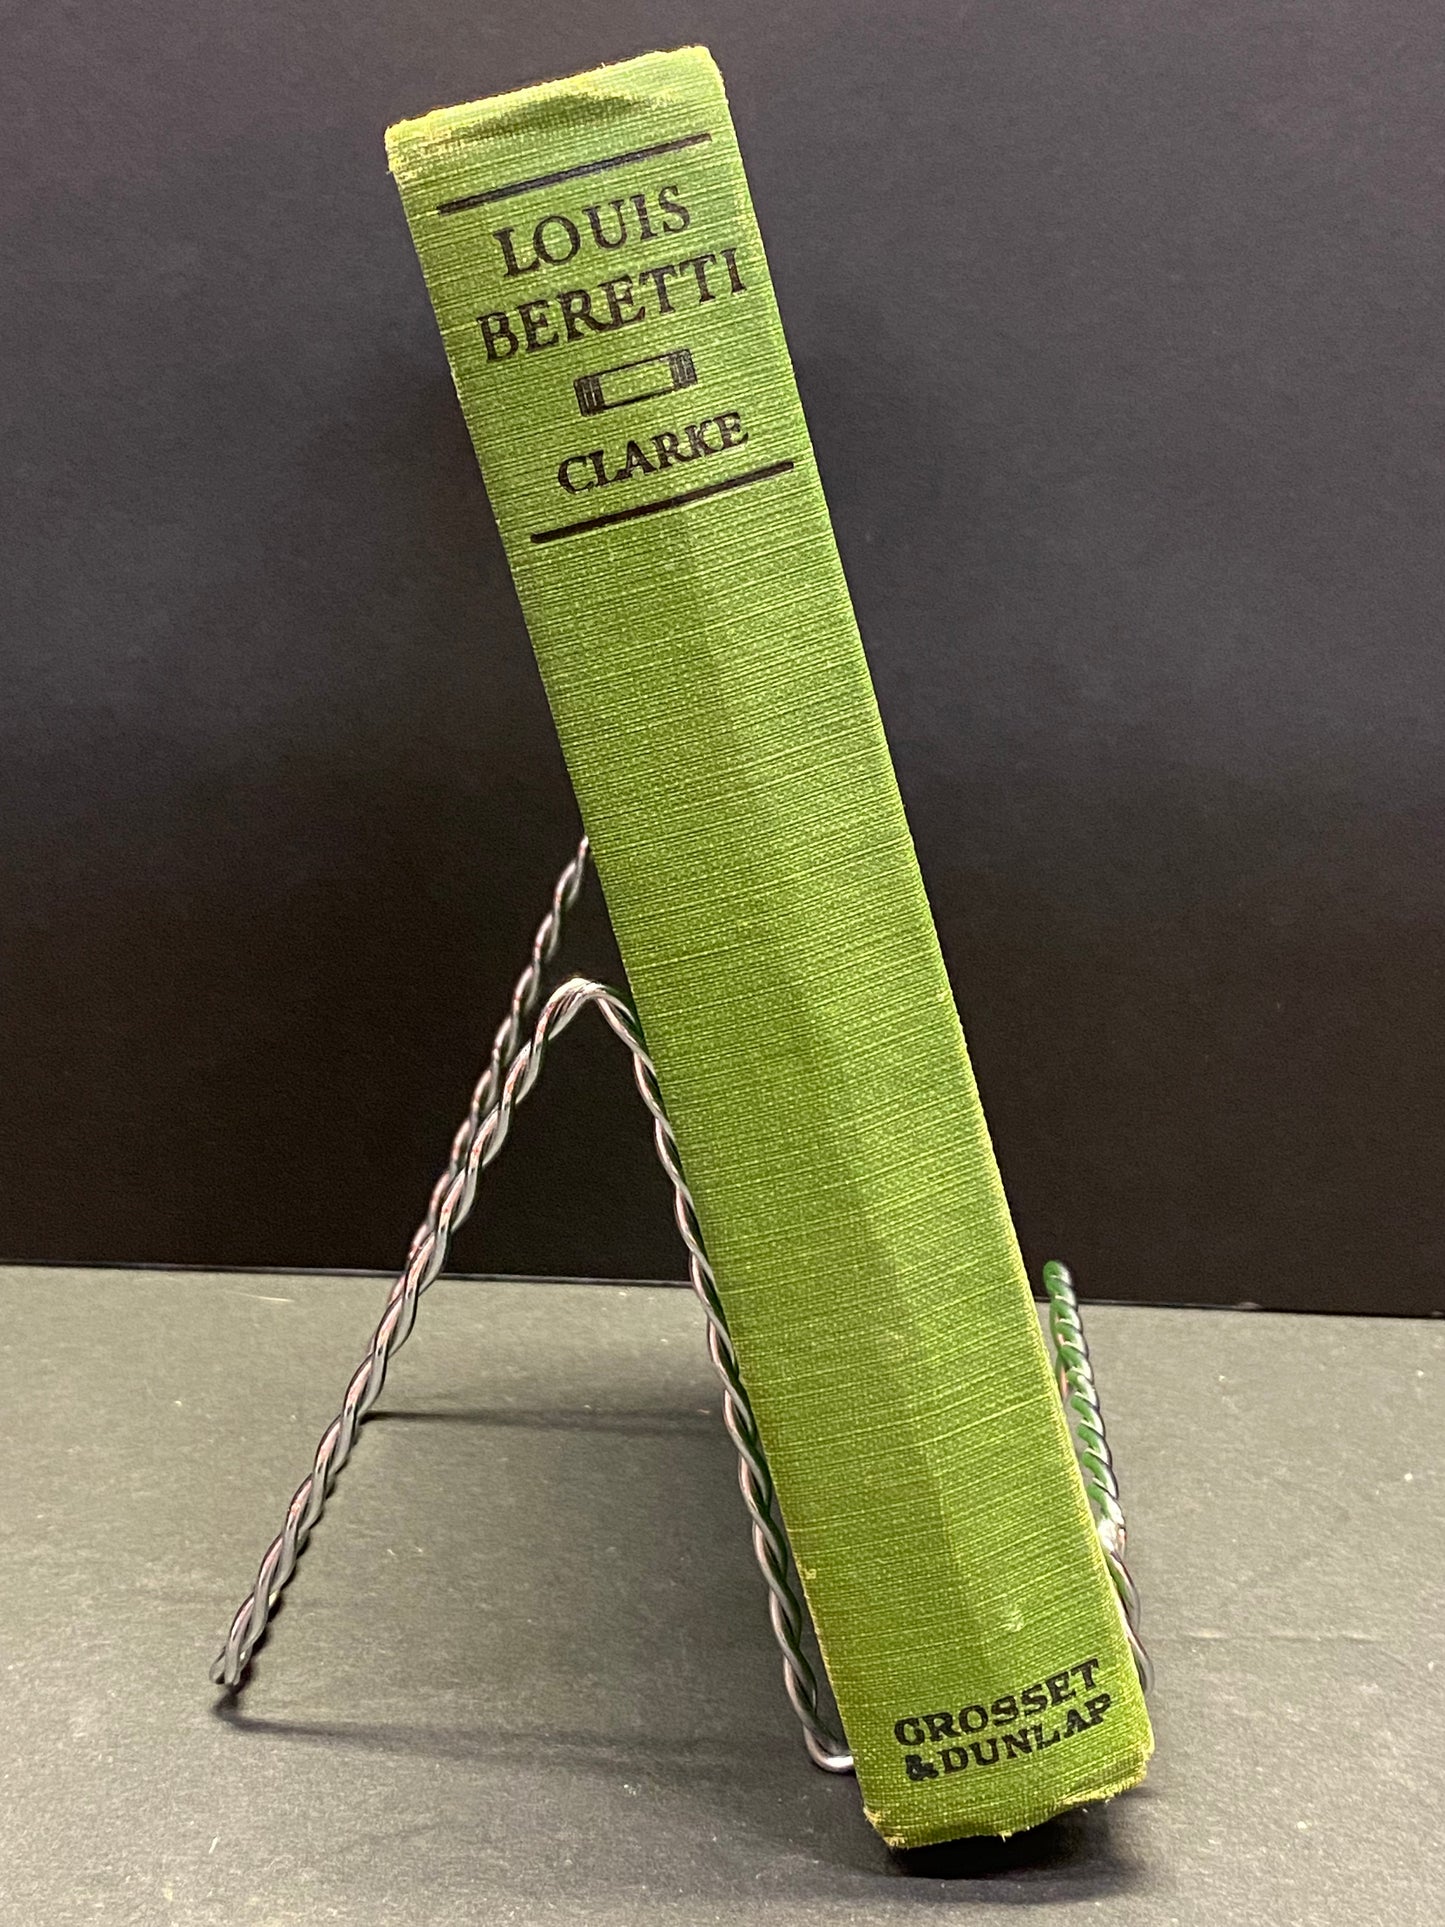 LOUIS
BERETTI
CLARKE
GROSSET
& DUNLAP